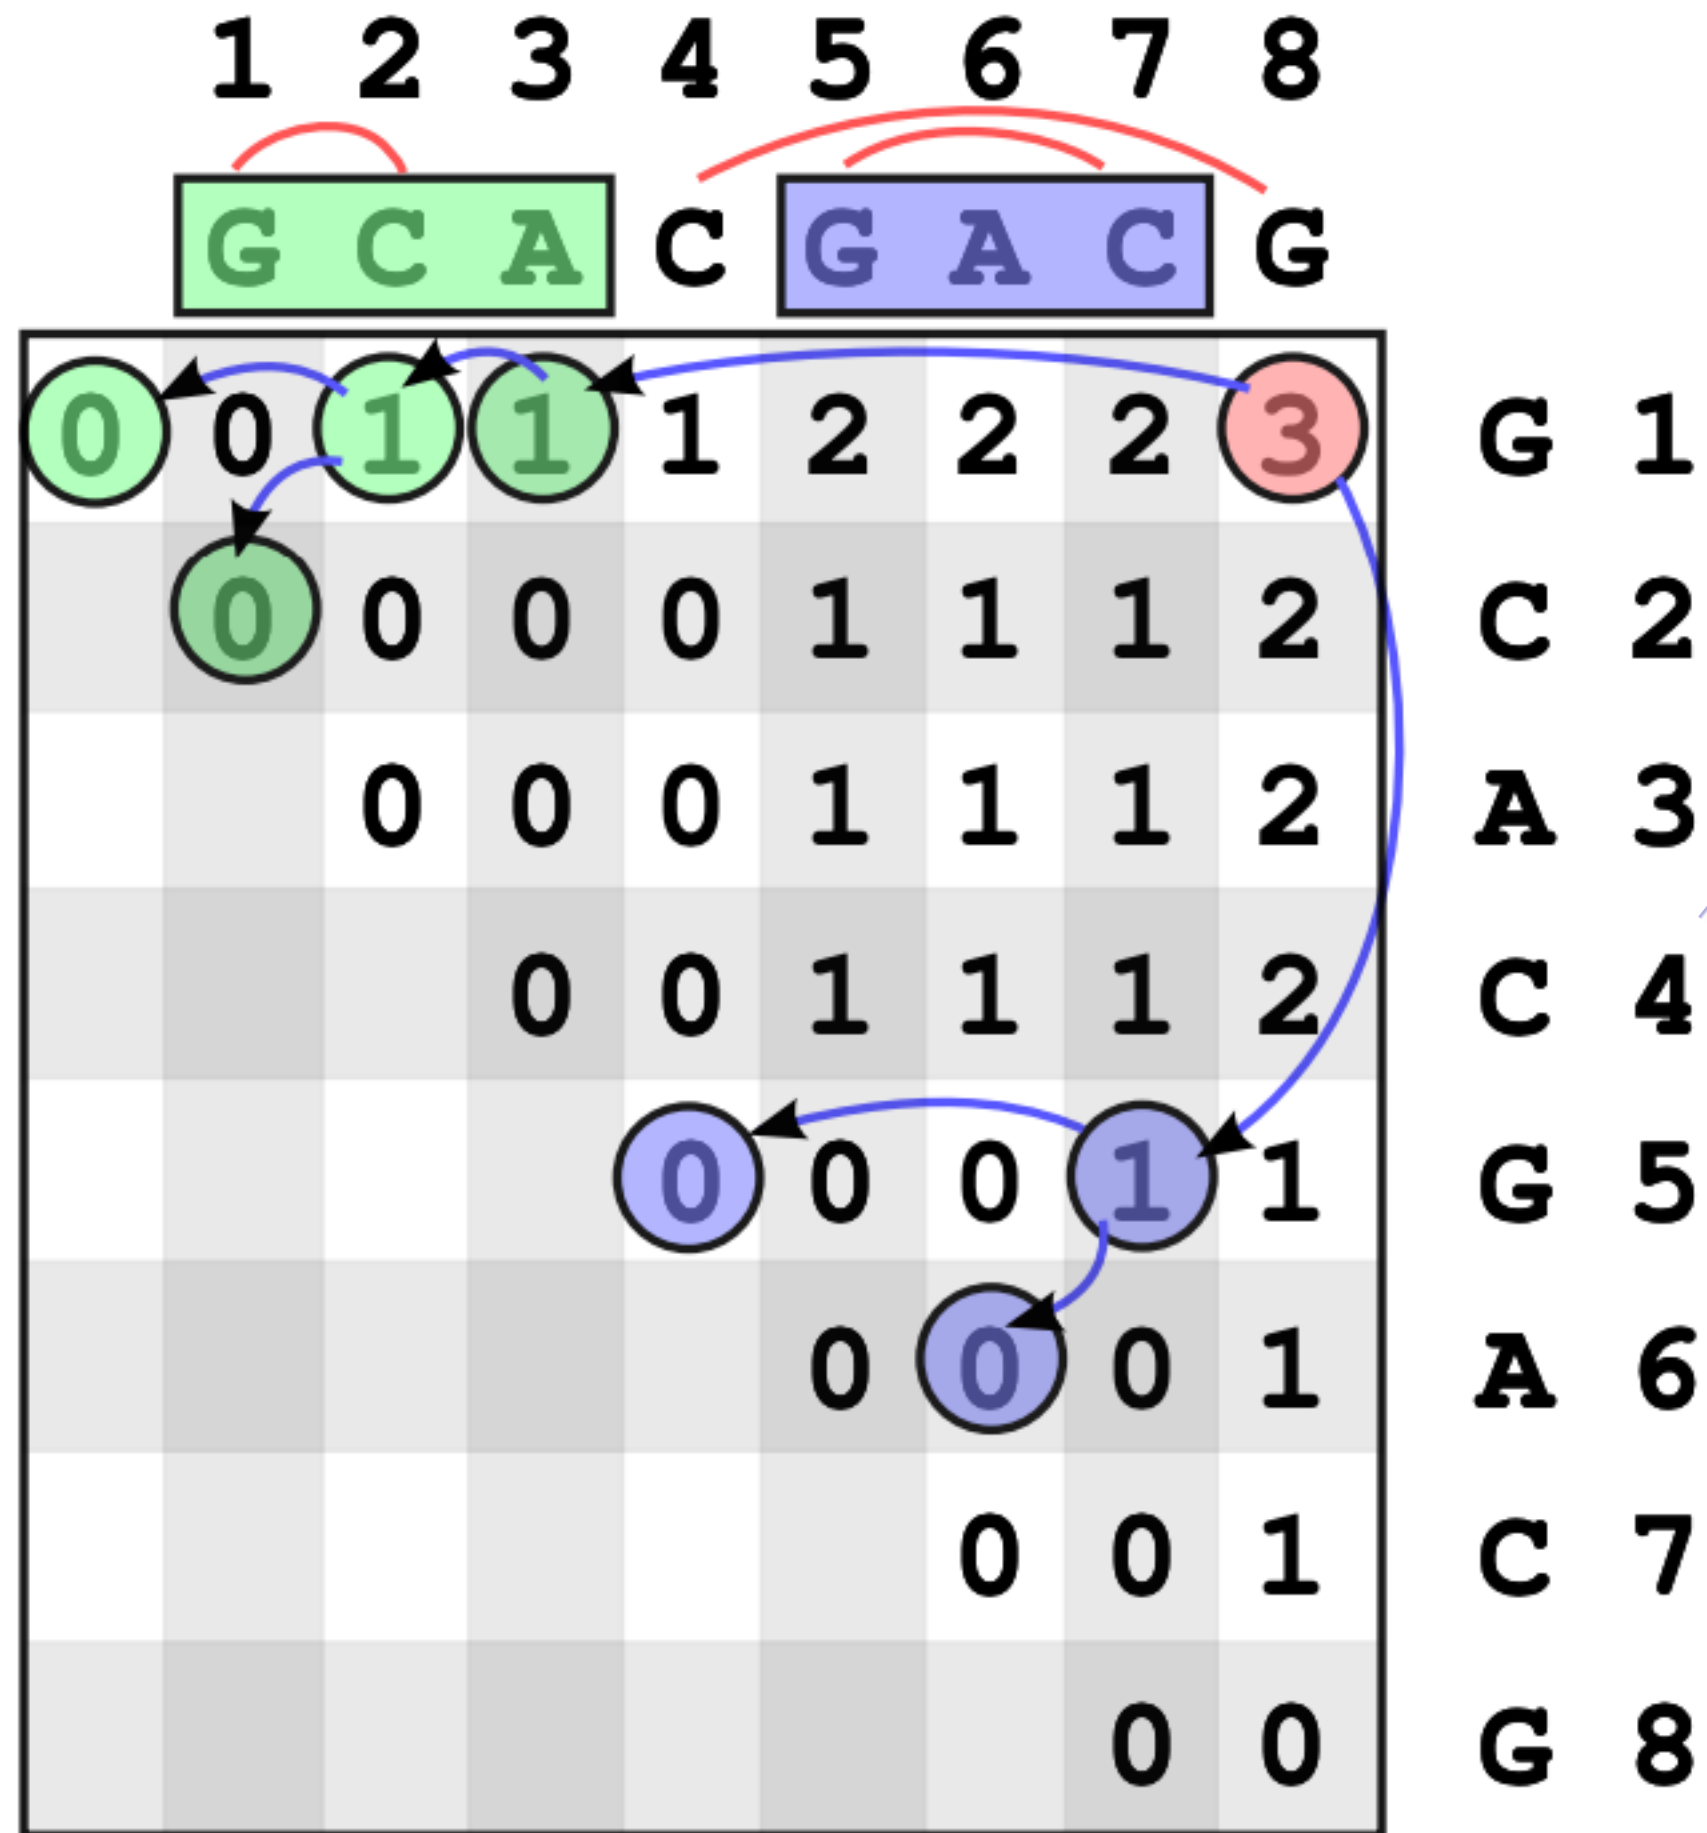 1 2 3 4 5 6 7 8
G C A C G A C G
0 0 1 1 1 2 2 2 3 G 1
0 0 0 0 1 1 1 2 C 2
0 0 0 1 1 1 2 A 3
0 0 1 1 1 2 C 4
0 0 0 1 1 G 5
0 0 0 1 A 6
0 0 1 C 7
0 0 G 8